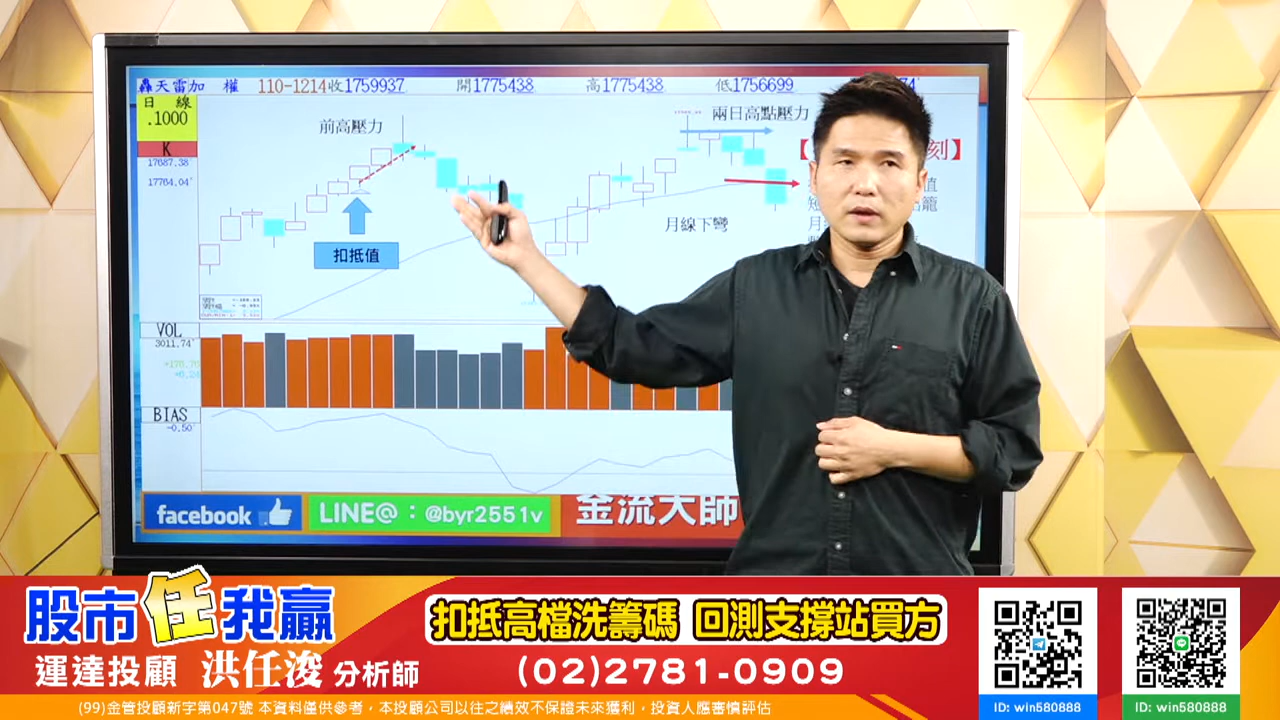 轟天雷加 權 110-1214收1759937 開1775438 高1775438 低1756699
日 線
.1000
K
17687.38
17764.04
前高壓力
兩日高點壓力
【 刻】
扣抵值
月線下彎
VOL
3011.74
BIAS
-0.50
facebook
LINE@：@byr2551v
金流大師
股市任我贏
運達投顧 洪任浚 分析師
扣抵高檔洗籌碼 回測支撐站買方
(02)2781-0909
ID: win580888
ID: win580888
(99)金管投顧新字第047號 本資料僅供參考，本投顧公司以往之績效不保證未來獲利，投資人應審慎評估